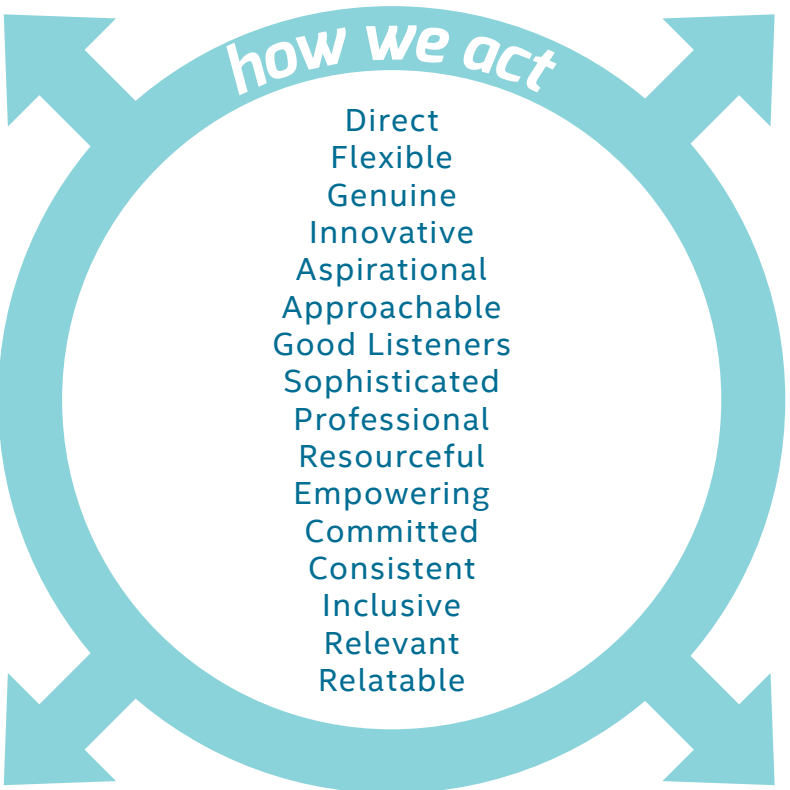 how we act
Direct
Flexible
Genuine
Innovative
Aspirational
Approachable
Good Listeners
Sophisticated
Professional
Resourceful
Empowering
Committed
Consistent
Inclusive
Relevant
Relatable